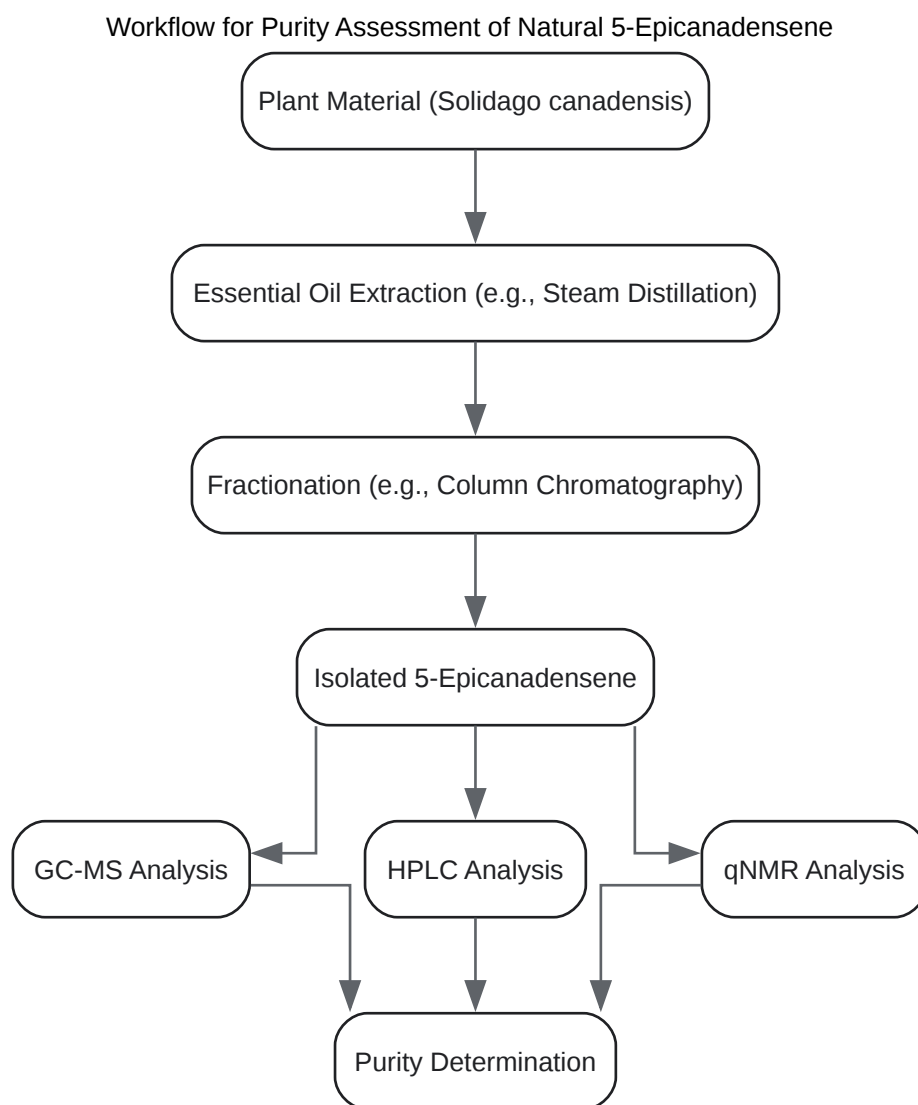 Workflow for Purity Assessment of Natural 5-Epicanadensene
Plant Material (Solidago canadensis)
Essential Oil Extraction (e.g., Steam Distillation)
Fractionation (e.g., Column Chromatography)
Isolated 5-Epicanadensene
GC-MS Analysis
HPLC Analysis
qNMR Analysis
Purity Determination